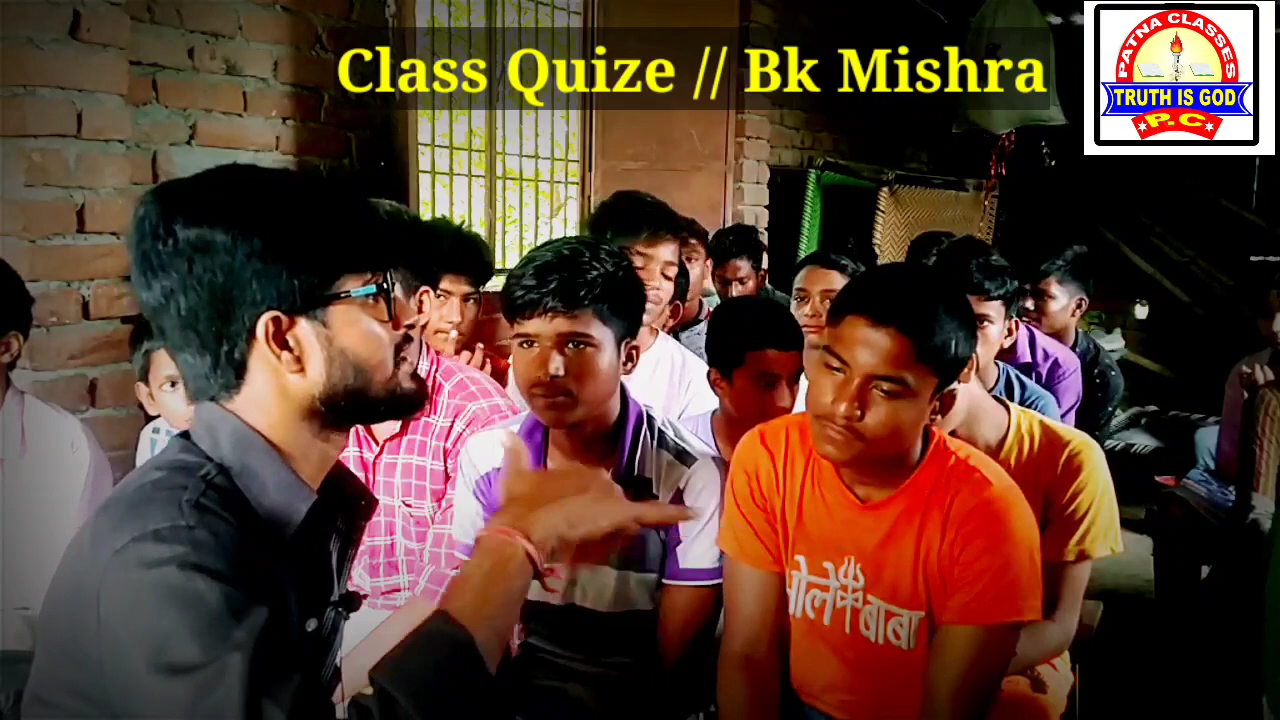 Class Quize // Bk Mishra
PATNA CLASSES
TRUTH IS GOD
P.C
भोले
बाबा